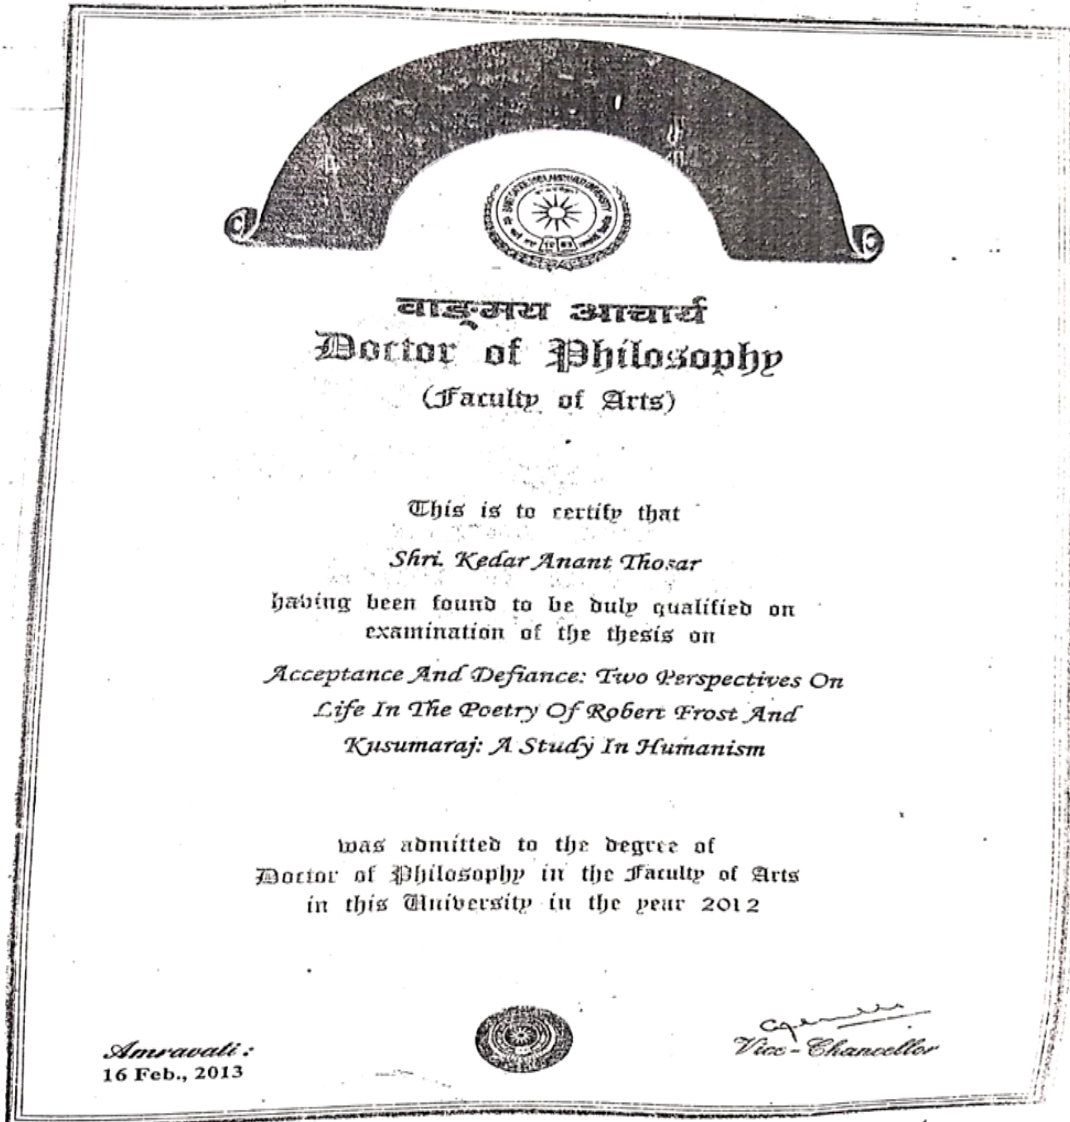 वाङ्मय आचार्य
Doctor of Philosophy
(Faculty of Arts)
This is to certify that
Shri. Kedar Anant Thosar
having been found to be duly qualified on
examination of the thesis on
Acceptance And Defiance: Two Perspectives On
Life In The Poetry Of Robert Frost And
Kusumaraj: A Study In Humanism
was admitted to the degree of
Doctor of Philosophy in the Faculty of Arts
in this University in the year 2012
Amravati :
16 Feb., 2013
Vice-Chancellor